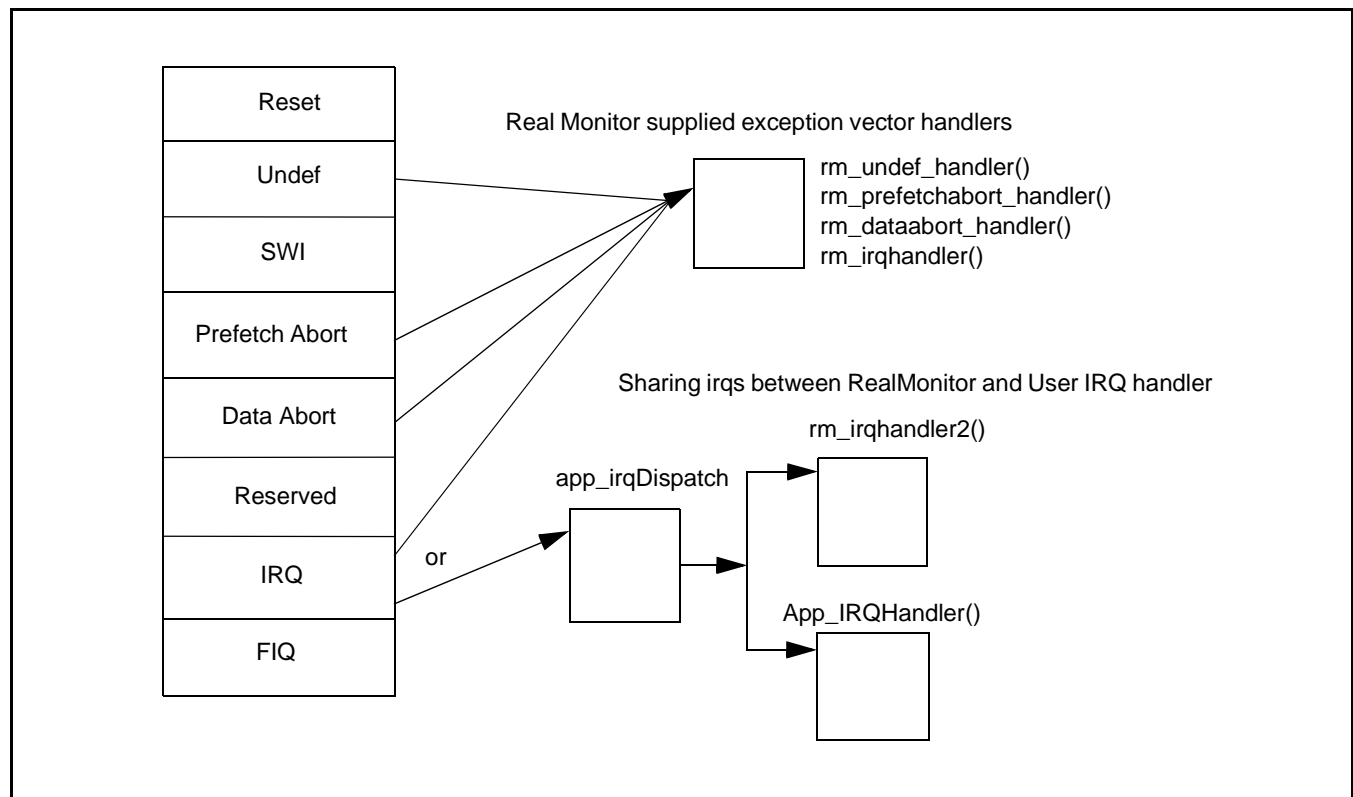 Reset
Undef
SWI
Prefetch Abort
Data Abort
Reserved
IRQ
FIQ
Real Monitor supplied exception vector handlers
rm_undef_handler()
rm_prefetchabort_handler()
rm_dataabort_handler()
rm_irqhandler()
Sharing irqs between RealMonitor and User IRQ handler
rm_irqhandler2()
app_irqDispatch
or
App_IRQHandler()